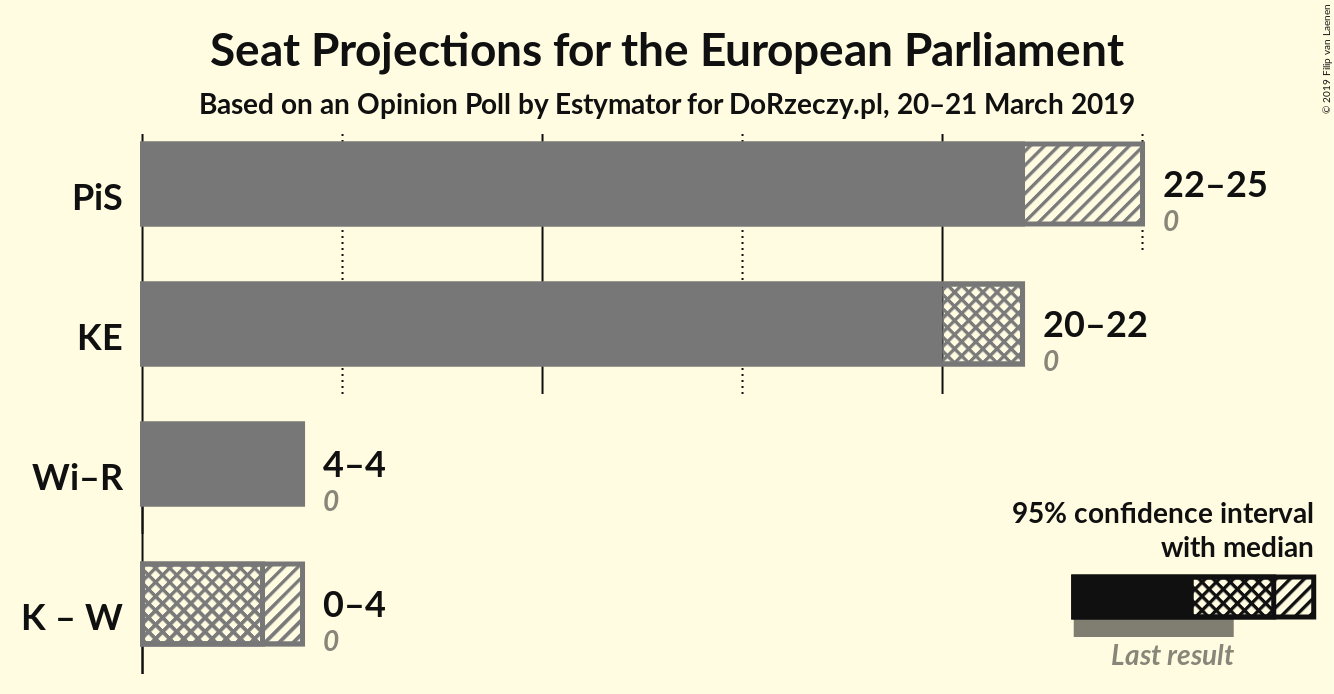 Seat Projections for the European Parliament
Based on an Opinion Poll by Estymator for DoRzeczy.pl, 20–21 March 2019
© 2019 Filip van Laenen
PiS
22–25
0
KE
20–22
0
Wi–R
4–4
0
K – W
0–4
0
95% confidence interval
with median
Last result